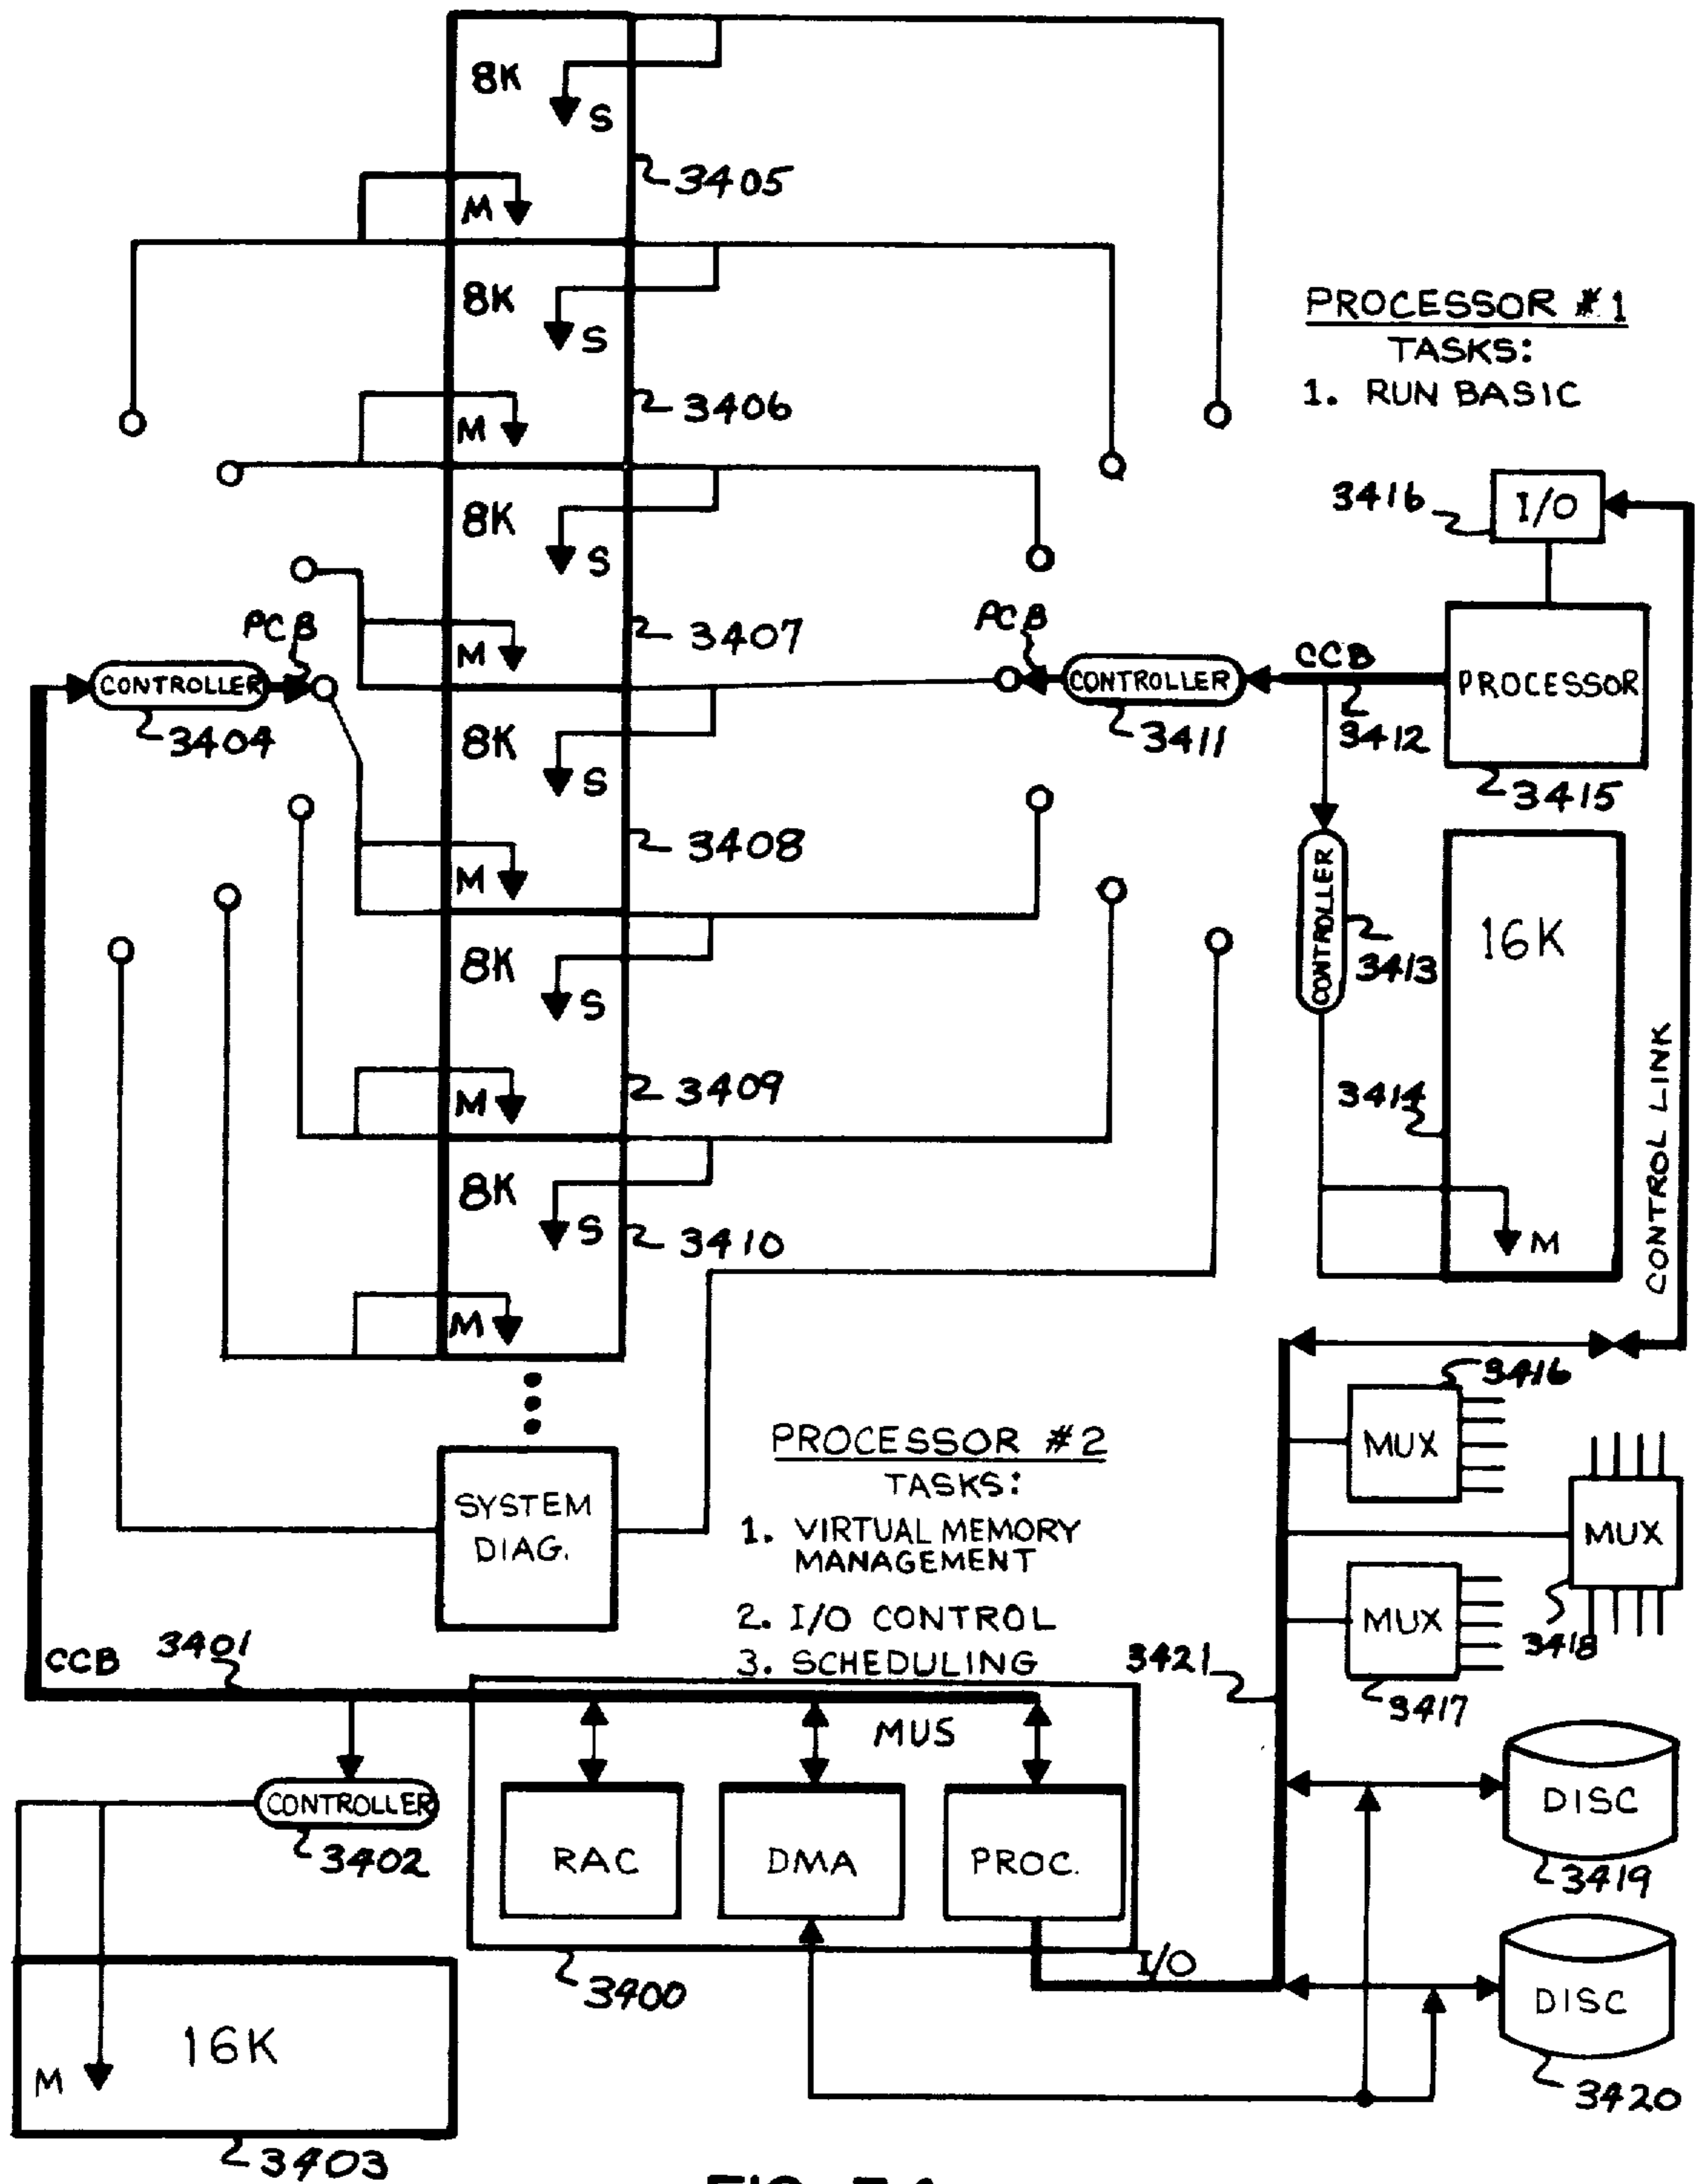 8K
S
3405
M
8K
S
3406
M
8K
S
3407
M
8K
S
3408
M
8K
S
3409
M
8K
S
3410
M
PROCESSOR #1
TASKS:
1. RUN BASIC
3416
I/O
PCB
CONTROLLER
3404
PCB
CONTROLLER
3411
CCB
3412
PROCESSOR
3415
CONTROLLER
3413
16K
3414
M
CONTROL LINK
SYSTEM
DIAG.
PROCESSOR #2
TASKS:
1. VIRTUAL MEMORY
MANAGEMENT
2. I/O CONTROL
3. SCHEDULING
3416
MUX
MUX
3418
MUX
3417
3421
CCB
3401
MUS
RAC
DMA
PROC.
3400
I/O
CONTROLLER
3402
16K
M
3403
DISC
3419
DISC
3420